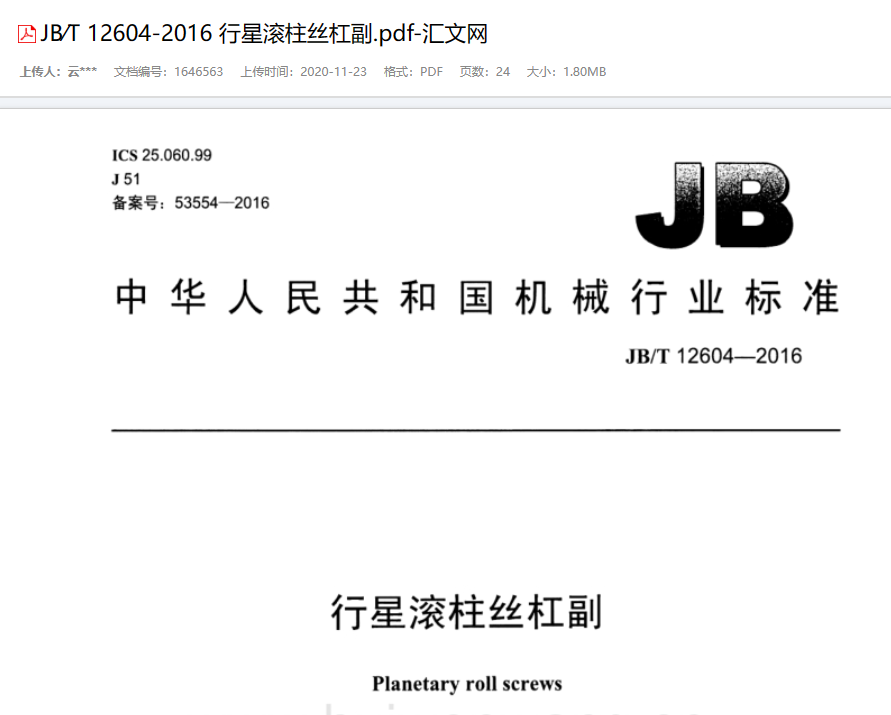 JB/T 12604-2016 行星滚柱丝杠副.pdf-汇文网
上传人：云*** 文档编号：1646563 上传时间：2020-11-23 格式：PDF 页数：24 大小：1.80MB
ICS 25.060.99
J 51
备案号：53554—2016
JB
中华人民共和国机械行业标准
JB/T 12604—2016
行星滚柱丝杠副
Planetary roll screws